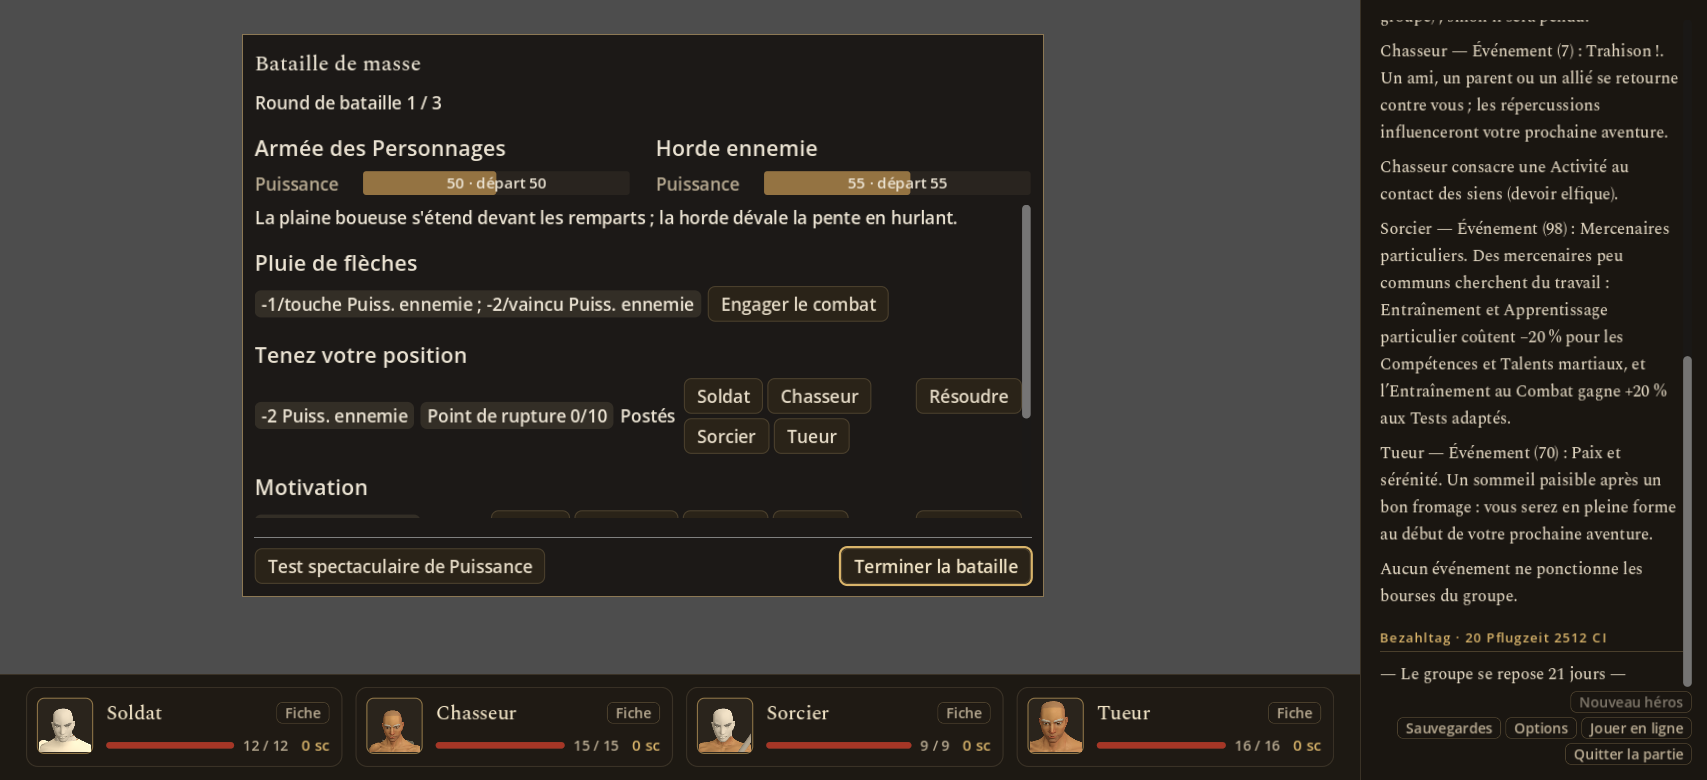 Bataille de masse
Round de bataille 1 / 3
Armée des Personnages
Puissance
50 · départ 50
Horde ennemie
Puissance
55 · départ 55
La plaine boueuse s'étend devant les remparts ; la horde dévale la pente en hurlant.
Pluie de flèches
-1/touche Puiss. ennemie ; -2/vaincu Puiss. ennemie
Engager le combat
Tenez votre position
-2 Puiss. ennemie
Point de rupture 0/10
Postés
Soldat
Chasseur
Sorcier
Tueur
Résoudre
Motivation
Test spectaculaire de Puissance
Terminer la bataille
Soldat
Fiche
12 / 12
0 sc
Chasseur
Fiche
15 / 15
0 sc
Sorcier
Fiche
9 / 9
0 sc
Tueur
Fiche
16 / 16
0 sc
Chasseur — Événement (7) : Trahison !.
Un ami, un parent ou un allié se retourne
contre vous ; les répercussions
influenceront votre prochaine aventure.
Chasseur consacre une Activité au
contact des siens (devoir elfique).
Sorcier — Événement (98) : Mercenaires
particuliers. Des mercenaires peu
communs cherchent du travail :
Entraînement et Apprentissage
particulier coûtent −20 % pour les
Compétences et Talents martiaux, et
l'Entraînement au Combat gagne +20 %
aux Tests adaptés.
Tueur — Événement (70) : Paix et
sérénité. Un sommeil paisible après un
bon fromage : vous serez en pleine forme
au début de votre prochaine aventure.
Aucun événement ne ponctionne les
bourses du groupe.
Bezahltag · 20 Pflugzeit 2512 CI
— Le groupe se repose 21 jours —
Nouveau héros
Sauvegardes
Options
Jouer en ligne
Quitter la partie